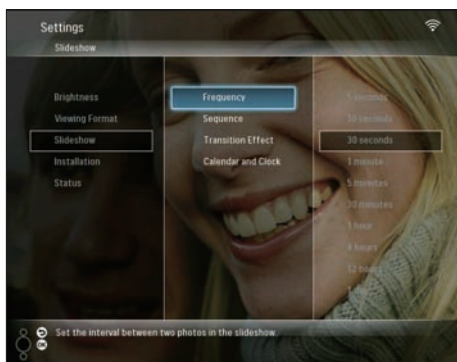 Settings
Slideshow
Brightness
Viewing Format
Slideshow
Installation
Status
Frequency
Sequence
Transition Effect
Calendar and Clock
5 seconds
10 seconds
30 seconds
1 minute
5 minutes
30 minutes
1 hour
4 hours
12 hours
OK
Set the interval between two photos in the slideshow.